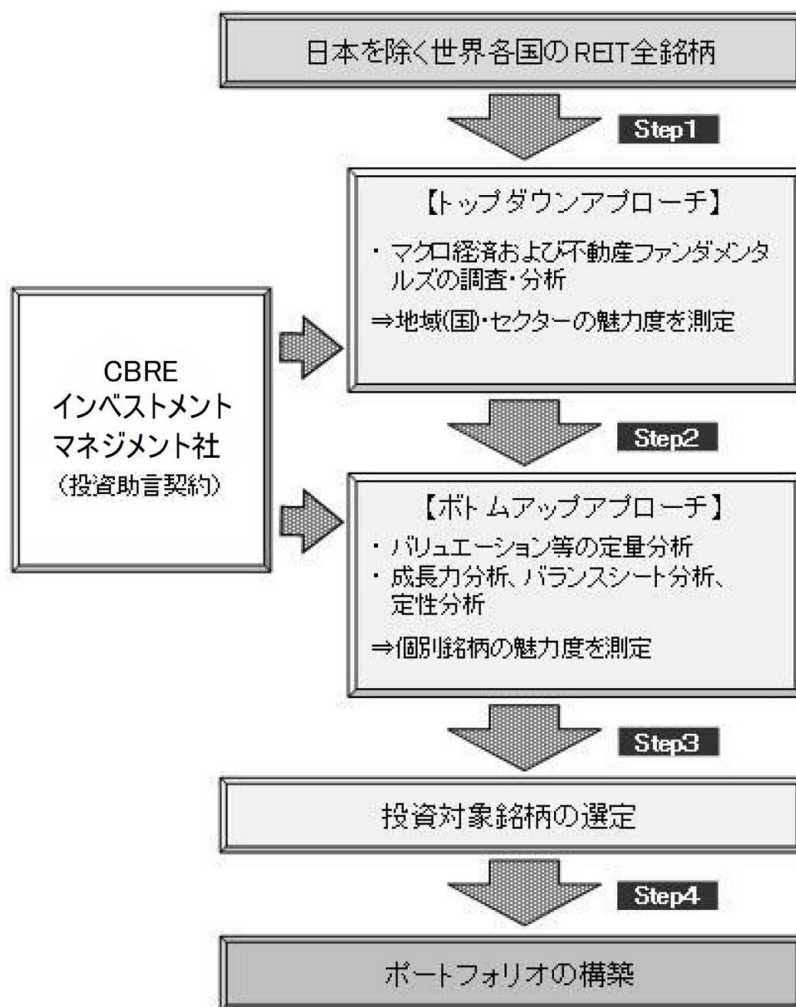 日本を除く世界各国のREIT全銘柄
Step1
【トップダウンアプローチ】
・ マクロ経済および不動産ファンダメンタ
ルズの調査・分析
⇒地域(国)・セクターの魅力度を測定
CBRE
インベストメント
マネジメント社
（投資助言契約）
Step2
【ボトムアップアプローチ】
・ バリュエーション等の定量分析
・ 成長力分析、バランスシート分析、
定性分析
⇒個別銘柄の魅力度を測定
Step3
投資対象銘柄の選定
Step4
ポートフォリオの構築